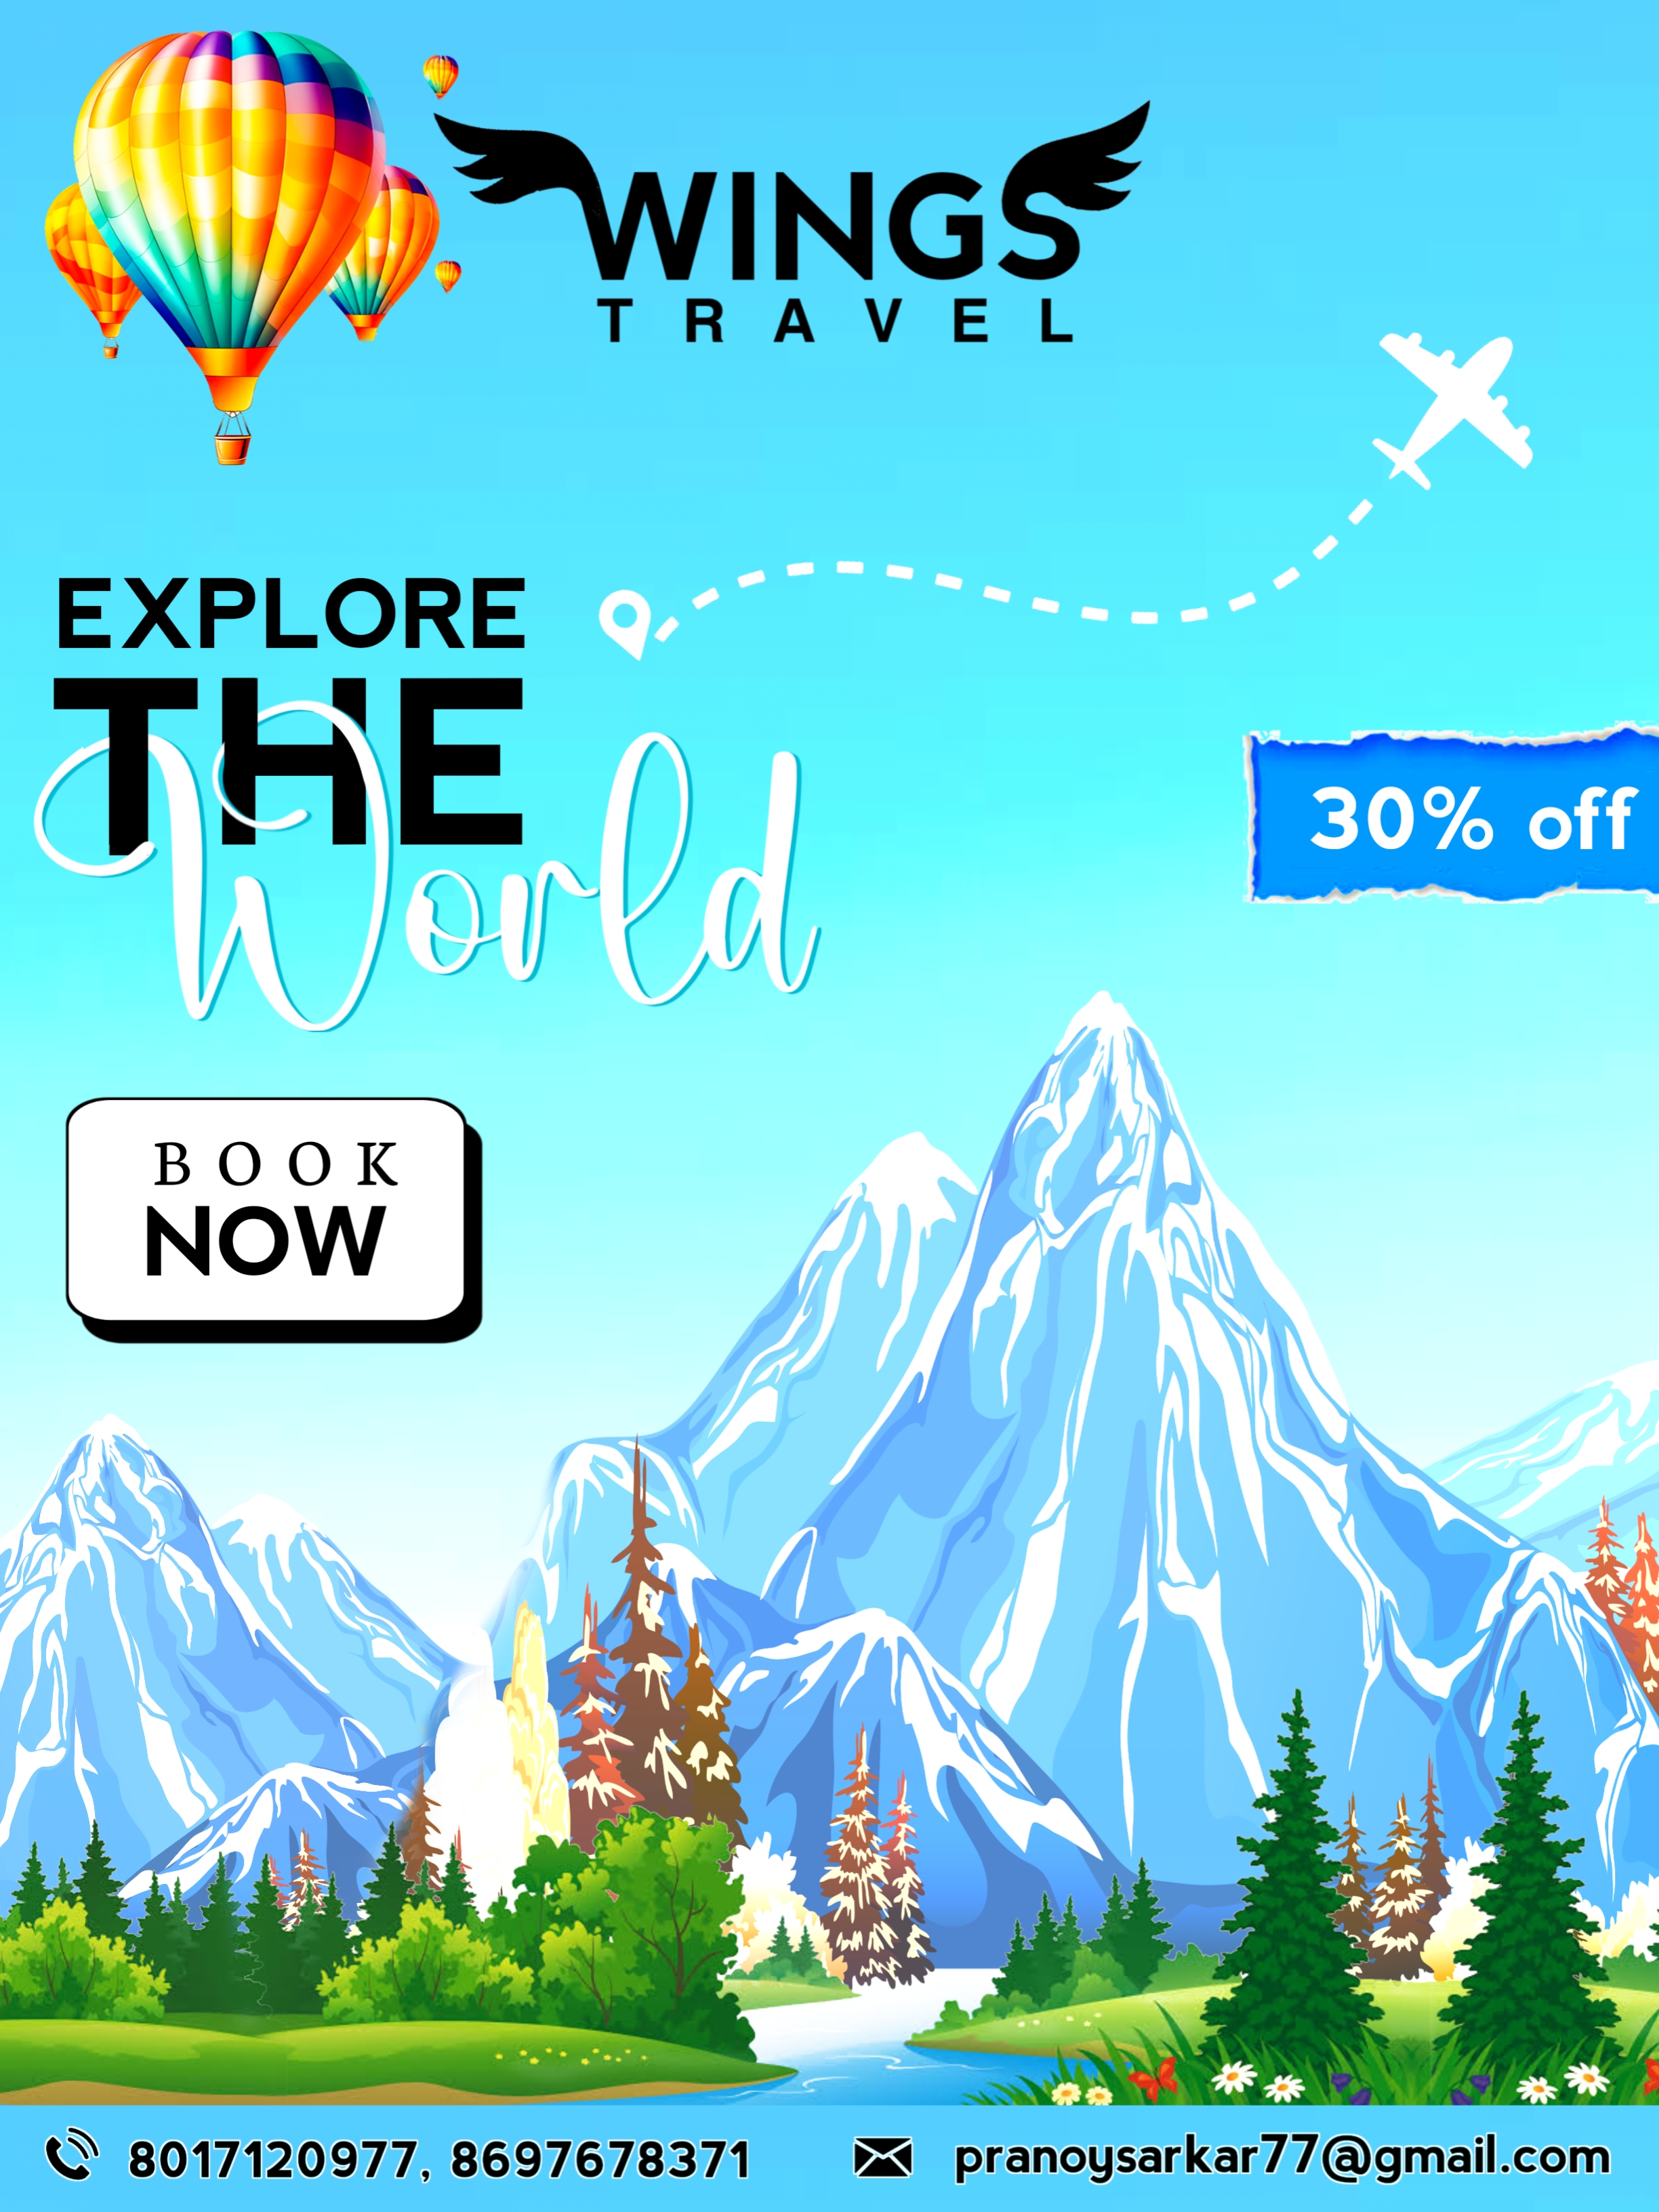 WINGS
TRAVEL
EXPLORE
THE
World
30% off
BOOK
NOW
8017120977, 8697678371
pranoysarkar77@gmail.com